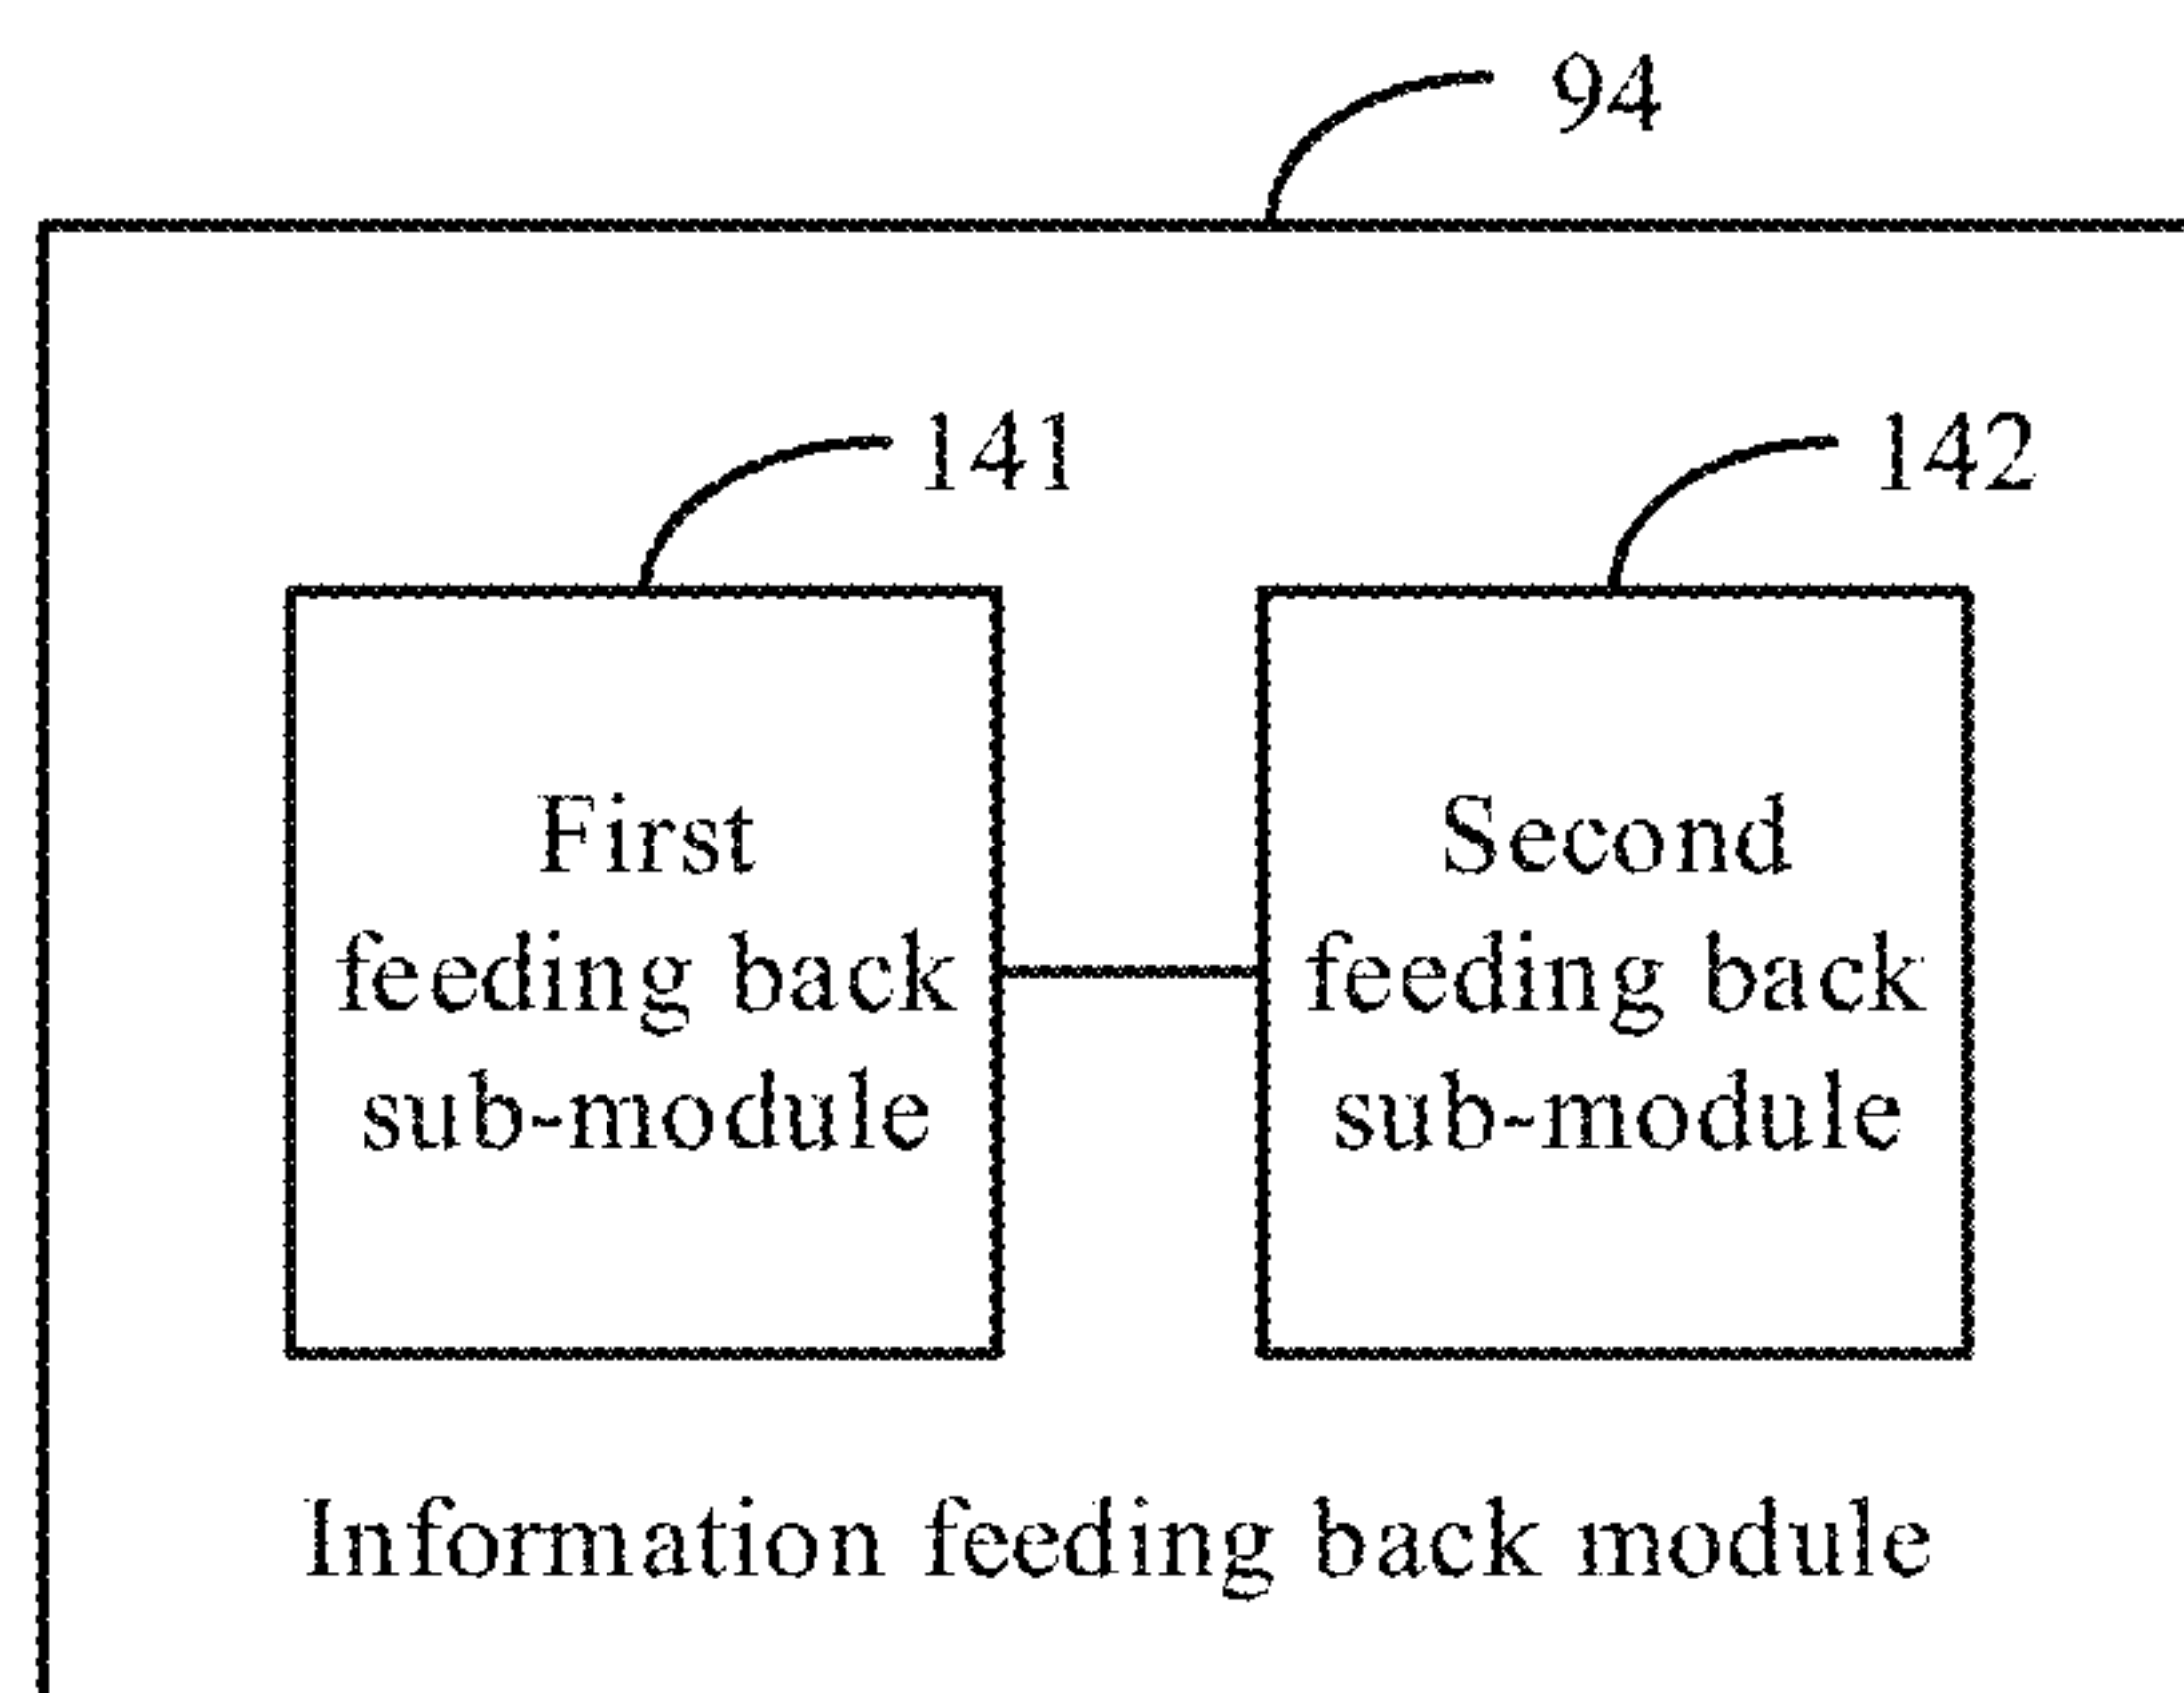 94
141
142
First
feeding back
sub-module
Second
feeding back
sub-module
Information feeding back module